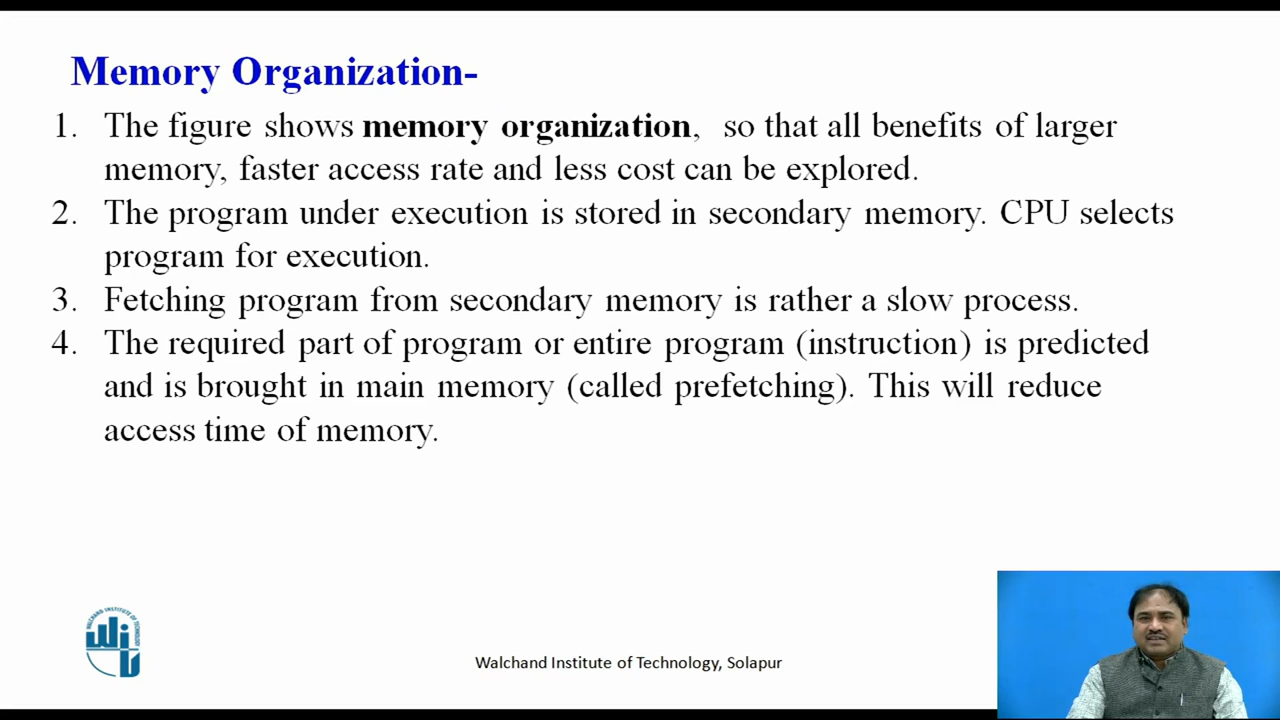 Memory Organization-
1. The figure shows memory organization, so that all benefits of larger
memory, faster access rate and less cost can be explored.
2. The program under execution is stored in secondary memory. CPU selects
program for execution.
3. Fetching program from secondary memory is rather a slow process.
4. The required part of program or entire program (instruction) is predicted
and is brought in main memory (called prefetching). This will reduce
access time of memory.
WALCHAND INSTITUTE OF TECHNOLOGY
Walchand Institute of Technology, Solapur